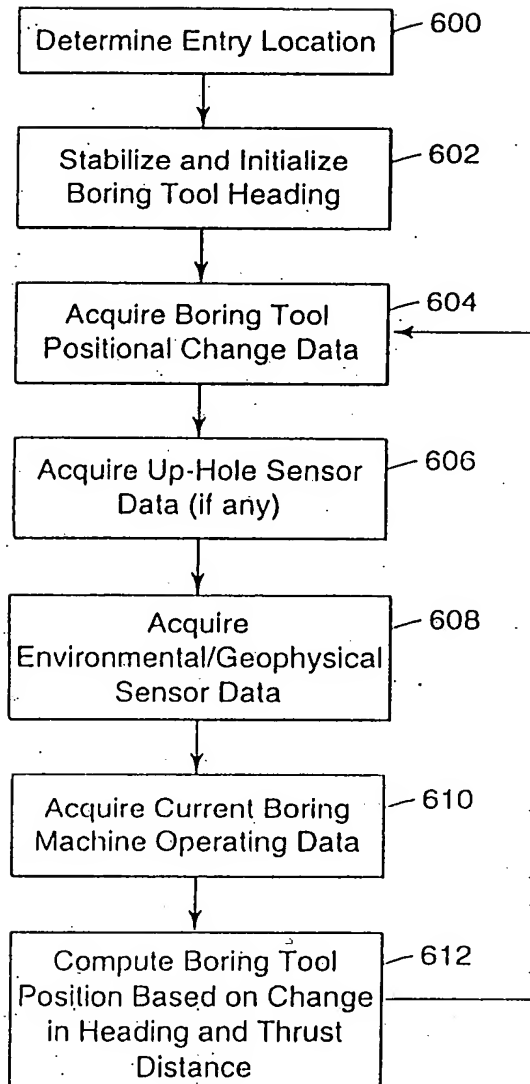 Determine Entry Location
600
Stabilize and Initialize
Boring Tool Heading
602
Acquire Boring Tool
Positional Change Data
604
Acquire Up-Hole Sensor
Data (if any)
606
Acquire
Environmental/Geophysical
Sensor Data
608
Acquire Current Boring
Machine Operating Data
610
Compute Boring Tool
Position Based on Change
in Heading and Thrust
Distance
612